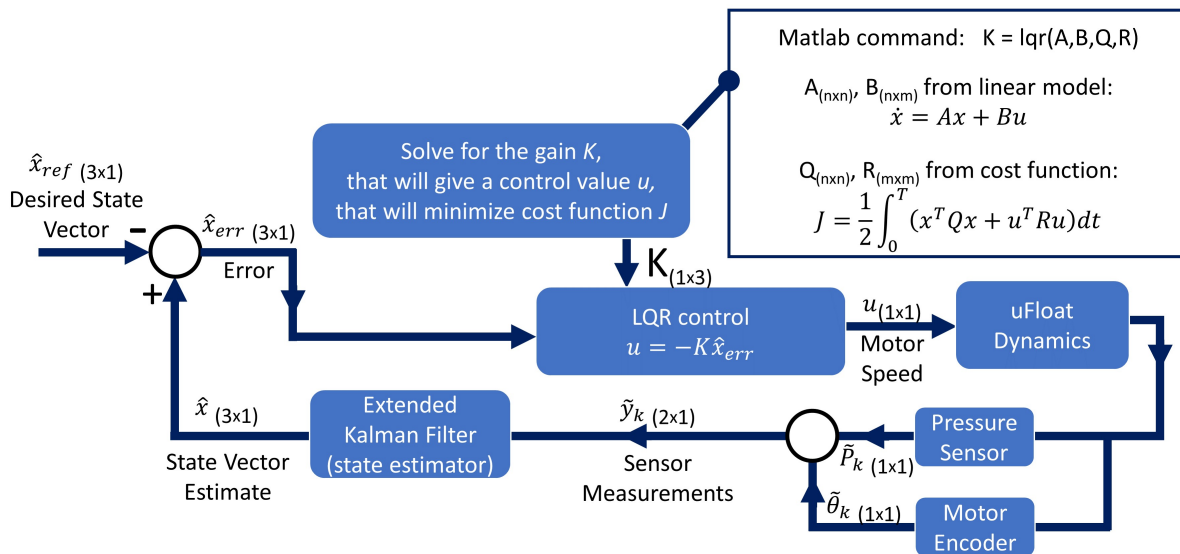 Matlab command: K = lqr(A,B,Q,R)
A(nxn), B(nxm) from linear model:
ẋ = Ax + Bu
Q(nxn), R(mxm) from cost function:
J = 1/2 ∫₀ᵀ (xᵀQx + uᵀRu)dt
Solve for the gain K,
that will give a control value u,
that will minimize cost function J
x̂ref (3x1)
Desired State
Vector
−
+
x̂err (3x1)
Error
K(1x3)
LQR control
u = −Kx̂err
u(1x1)
Motor
Speed
uFloat
Dynamics
x̂ (3x1)
State Vector
Estimate
Extended
Kalman Filter
(state estimator)
ỹk (2x1)
Sensor
Measurements
P̃k (1x1)
Pressure
Sensor
θ̃k (1x1)
Motor
Encoder